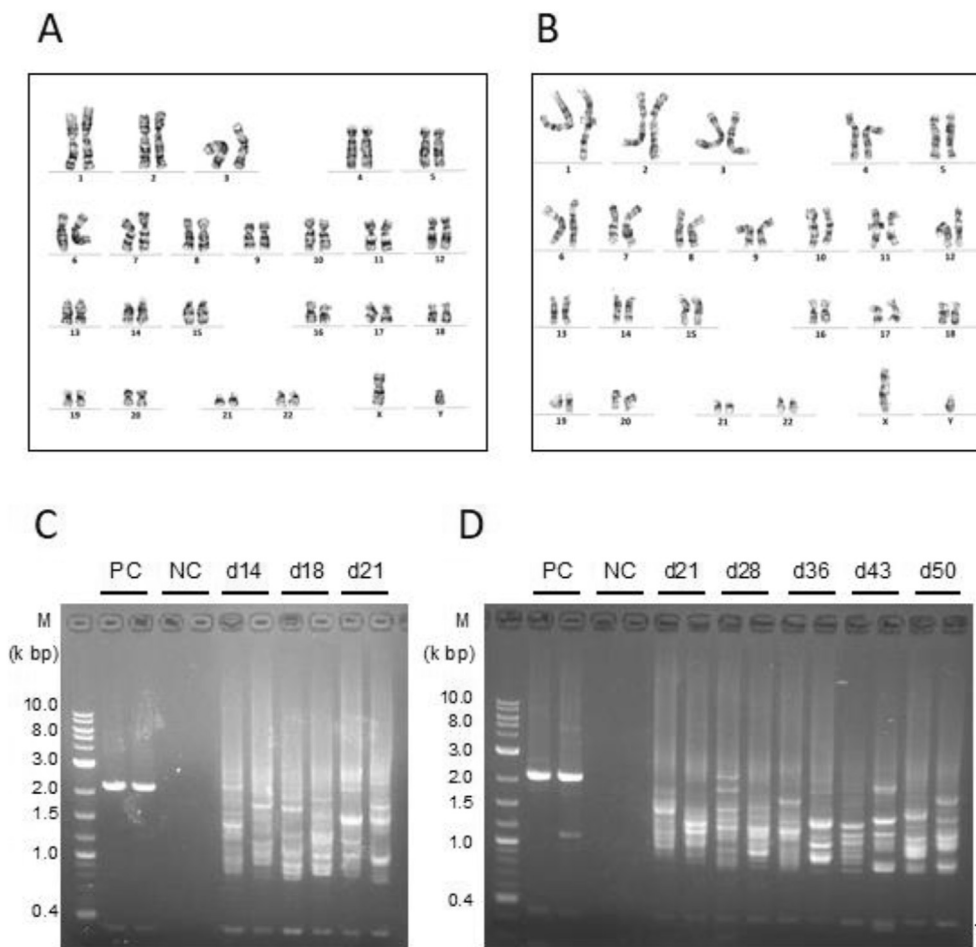 A
B
1 2 3 4 5
6 7 8 9 10 11 12
13 14 15 16 17 18
19 20 21 22 X Y
1 2 3 4 5
6 7 8 9 10 11 12
13 14 15 16 17 18
19 20 21 22 X Y
C
PC NC d14 d18 d21
M
(k bp)
10.0
8.0
3.0
2.0
1.5
1.0
0.4
D
PC NC d21 d28 d36 d43 d50
M
(k bp)
10.0
8.0
3.0
2.0
1.5
1.0
0.4